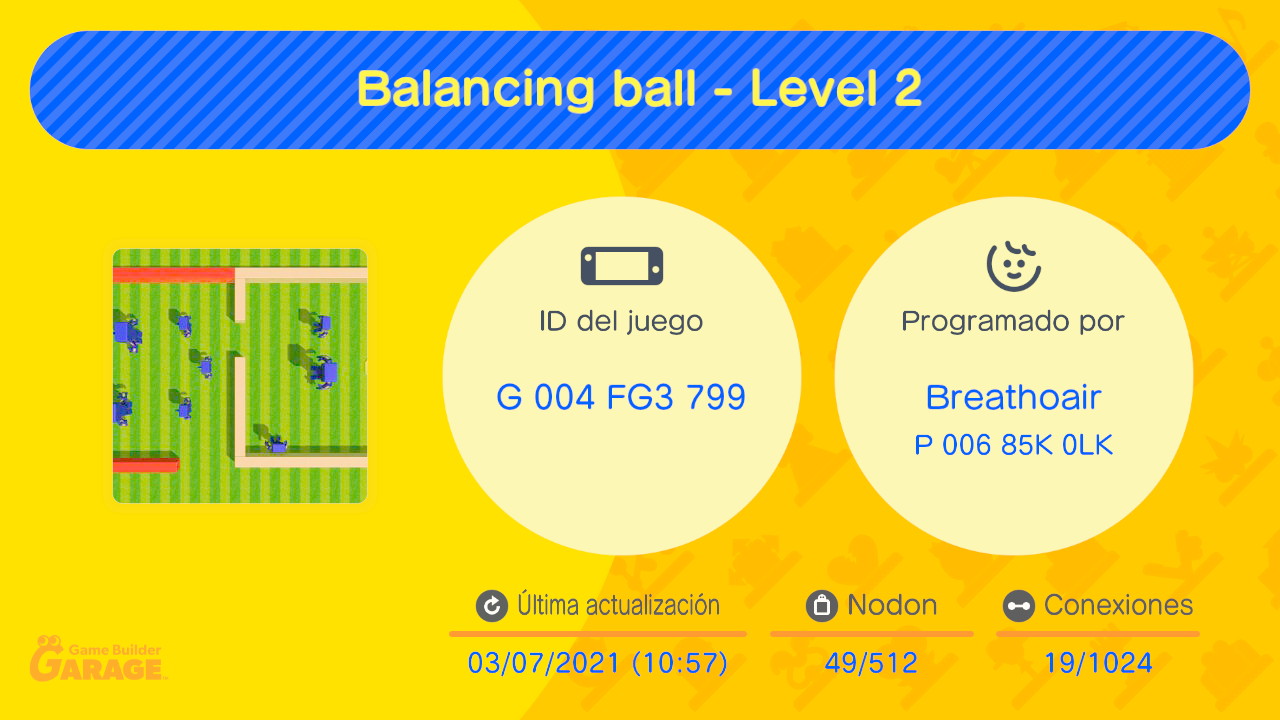 Balancing ball - Level 2
ID del juego
G 004 FG3 799
Programado por
Breathoair
P 006 85K 0LK
Última actualización
03/07/2021 (10:57)
Nodon
49/512
Conexiones
19/1024
Game Builder
GARAGE